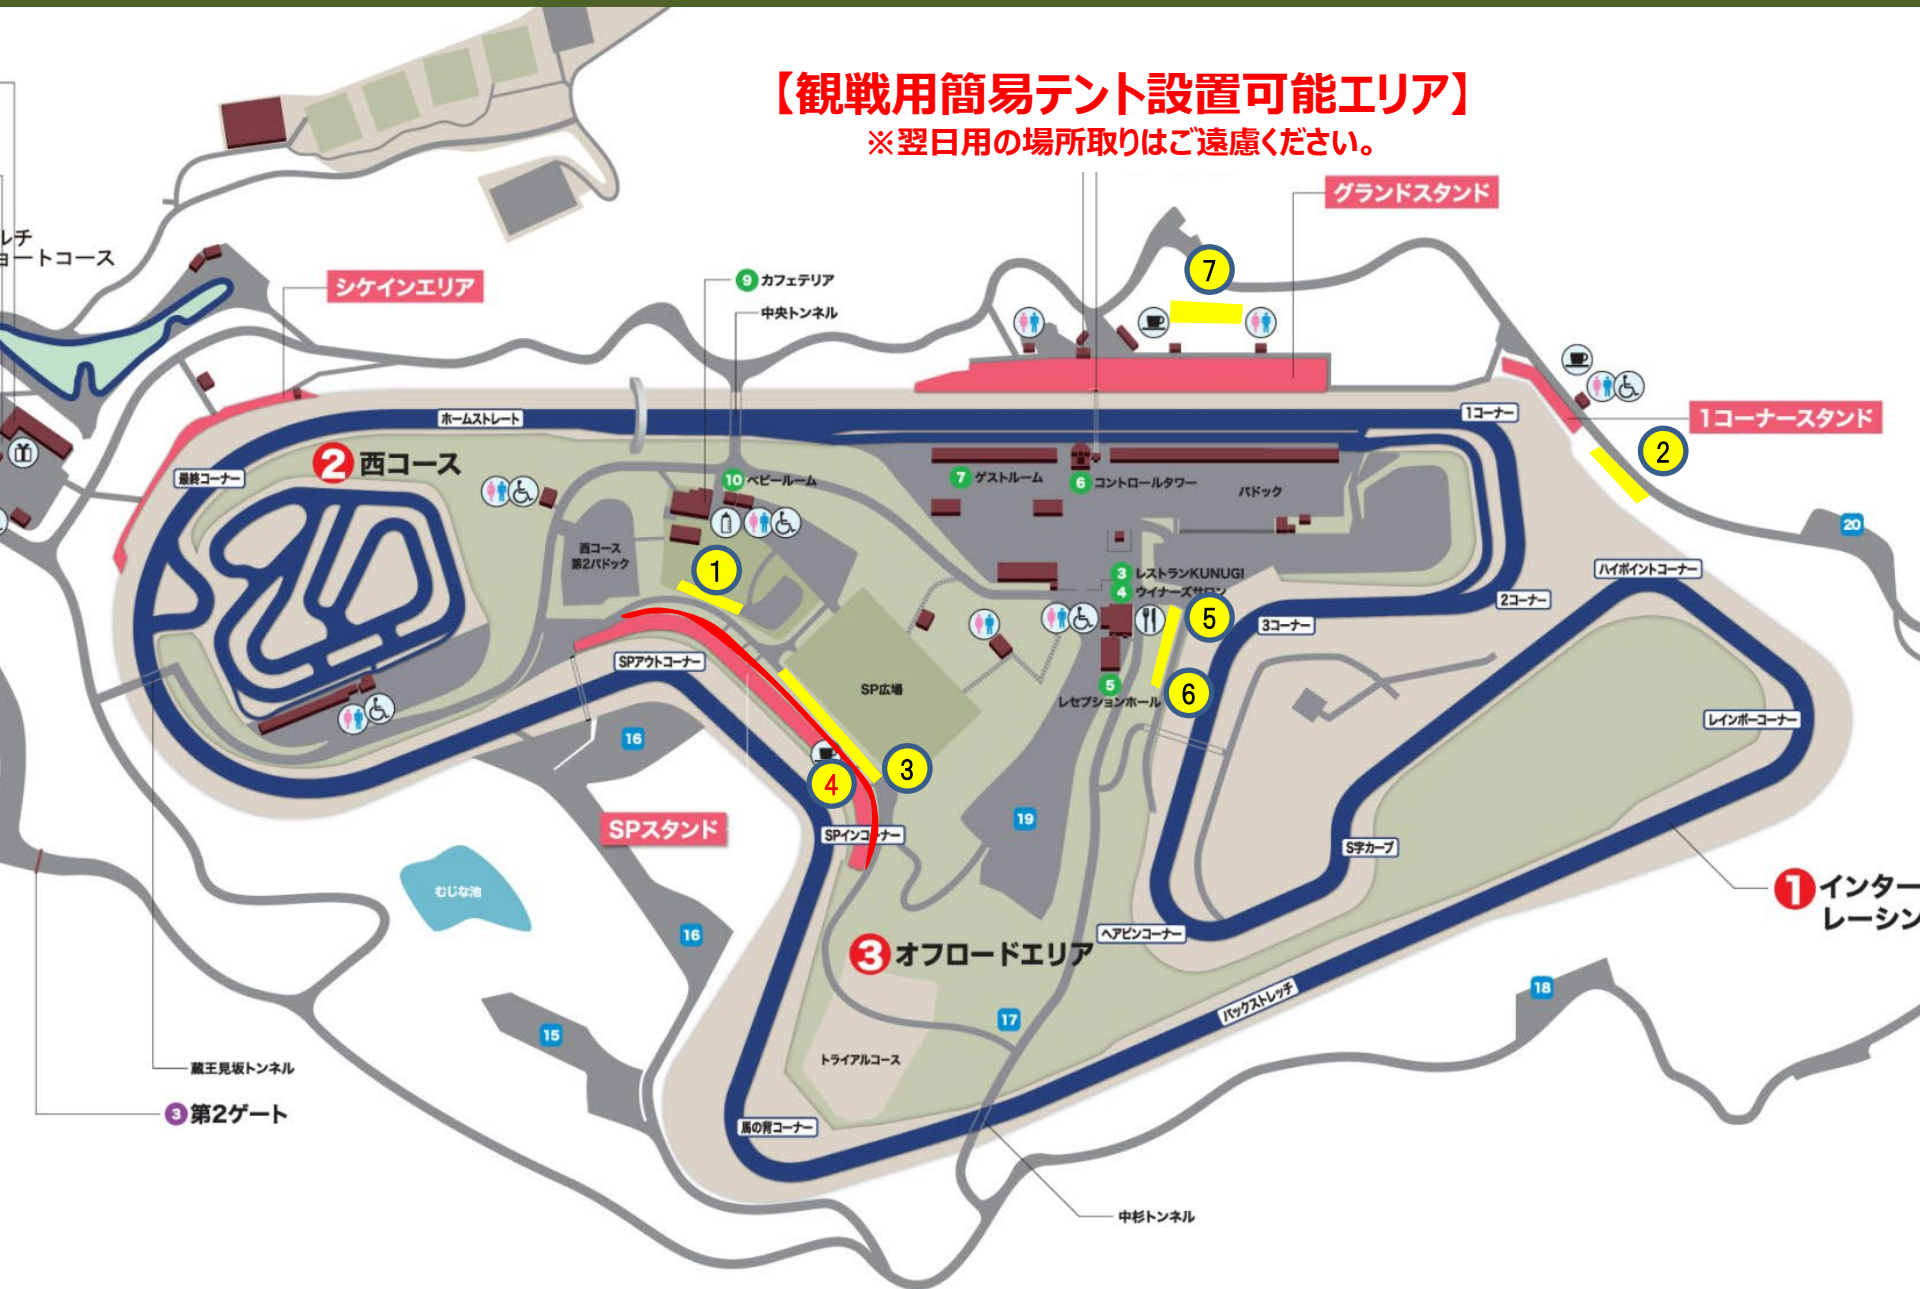 【観戦用簡易テント設置可能エリア】
※翌日用の場所取りはご遠慮ください。
グランドスタンド
ョートコース
シケインエリア
9 カフェテリア
中央トンネル
7
1コーナースタンド
2
1コーナー
ホームストレート
2 西コース
最終コーナー
10 ベビールーム
7 ゲストルーム
6 コントロールタワー
パドック
20
西コース
第2パドック
1
3 レストランKUNUGI
4 ウイナーズサロン
ハイポイントコーナー
2コーナー
5
3コーナー
SPアウトコーナー
SP広場
6
5
レセプションホール
レインボーコーナー
16
3
4
19
SPスタンド
SPインコーナー
S字カーブ
むじな池
1 インター
レーシン
16
ヘアピンコーナー
3 オフロードエリア
18
バックストレッチ
17
15
トライアルコース
蔵王見坂トンネル
3 第2ゲート
馬の背コーナー
中杉トンネル